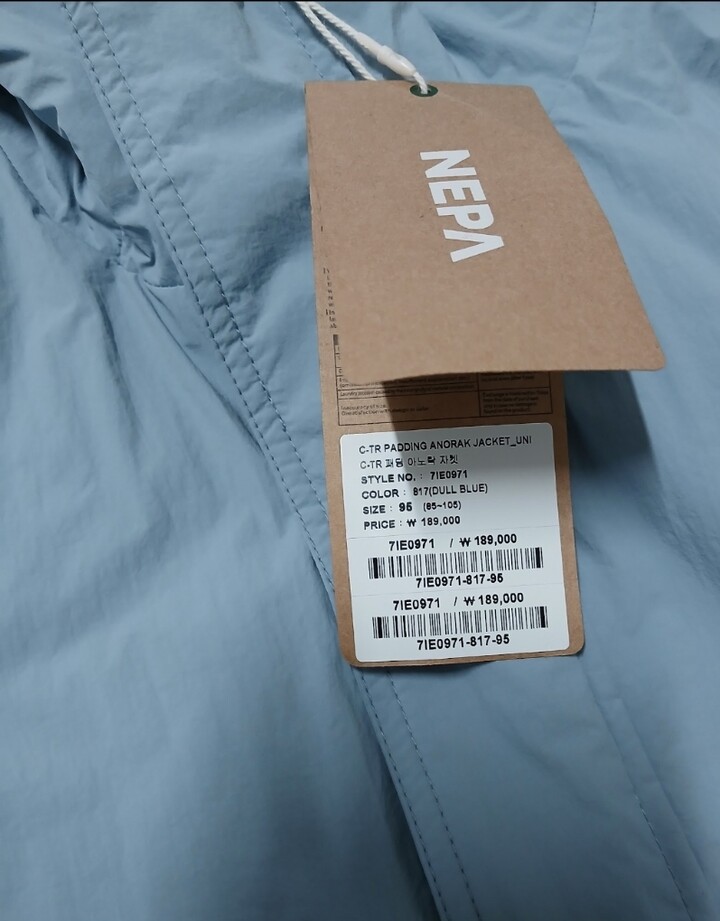 NEPA
C-TR PADDING ANORAK JACKET_UNI
C-TR 패딩 아노락 자켓
STYLE NO. : 7IE0971
COLOR : 817(DULL BLUE)
SIZE : 95 (85~105)
PRICE : ₩ 189,000
7IE0971 / ₩ 189,000
7IE0971-817-95
7IE0971 / ₩ 189,000
7IE0971-817-95